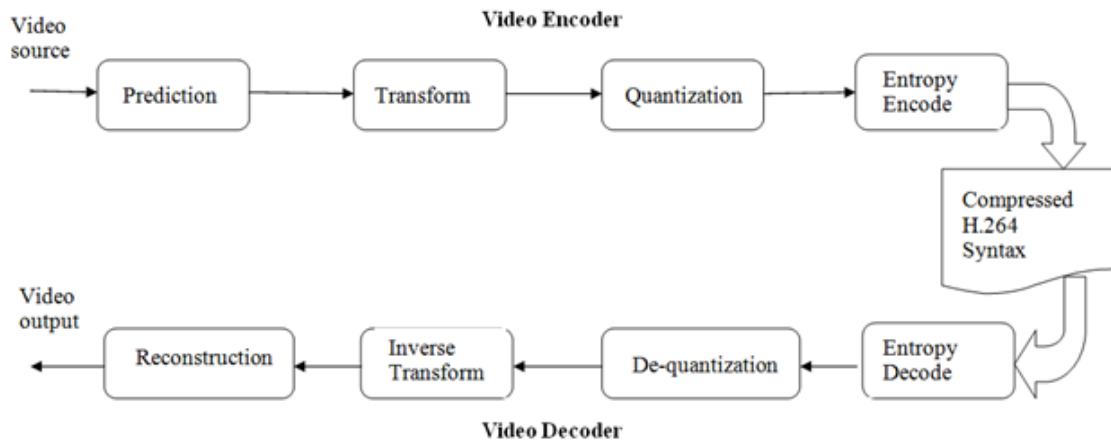 Video Encoder
Video
source
Prediction
Transform
Quantization
Entropy
Encode
Compressed
H.264
Syntax
Video
output
Reconstruction
Inverse
Transform
De-quantization
Entropy
Decode
Video Decoder